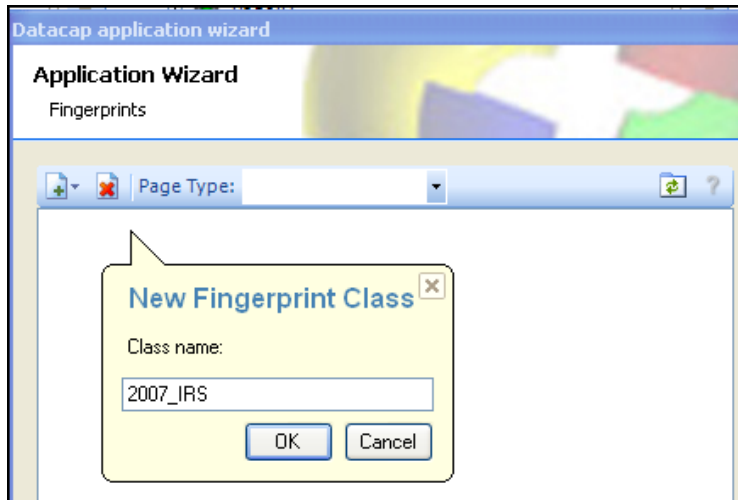 Datacap application wizard
Application Wizard
Fingerprints
Page Type:
?
New Fingerprint Class
Class name:
2007_IRS
OK Cancel